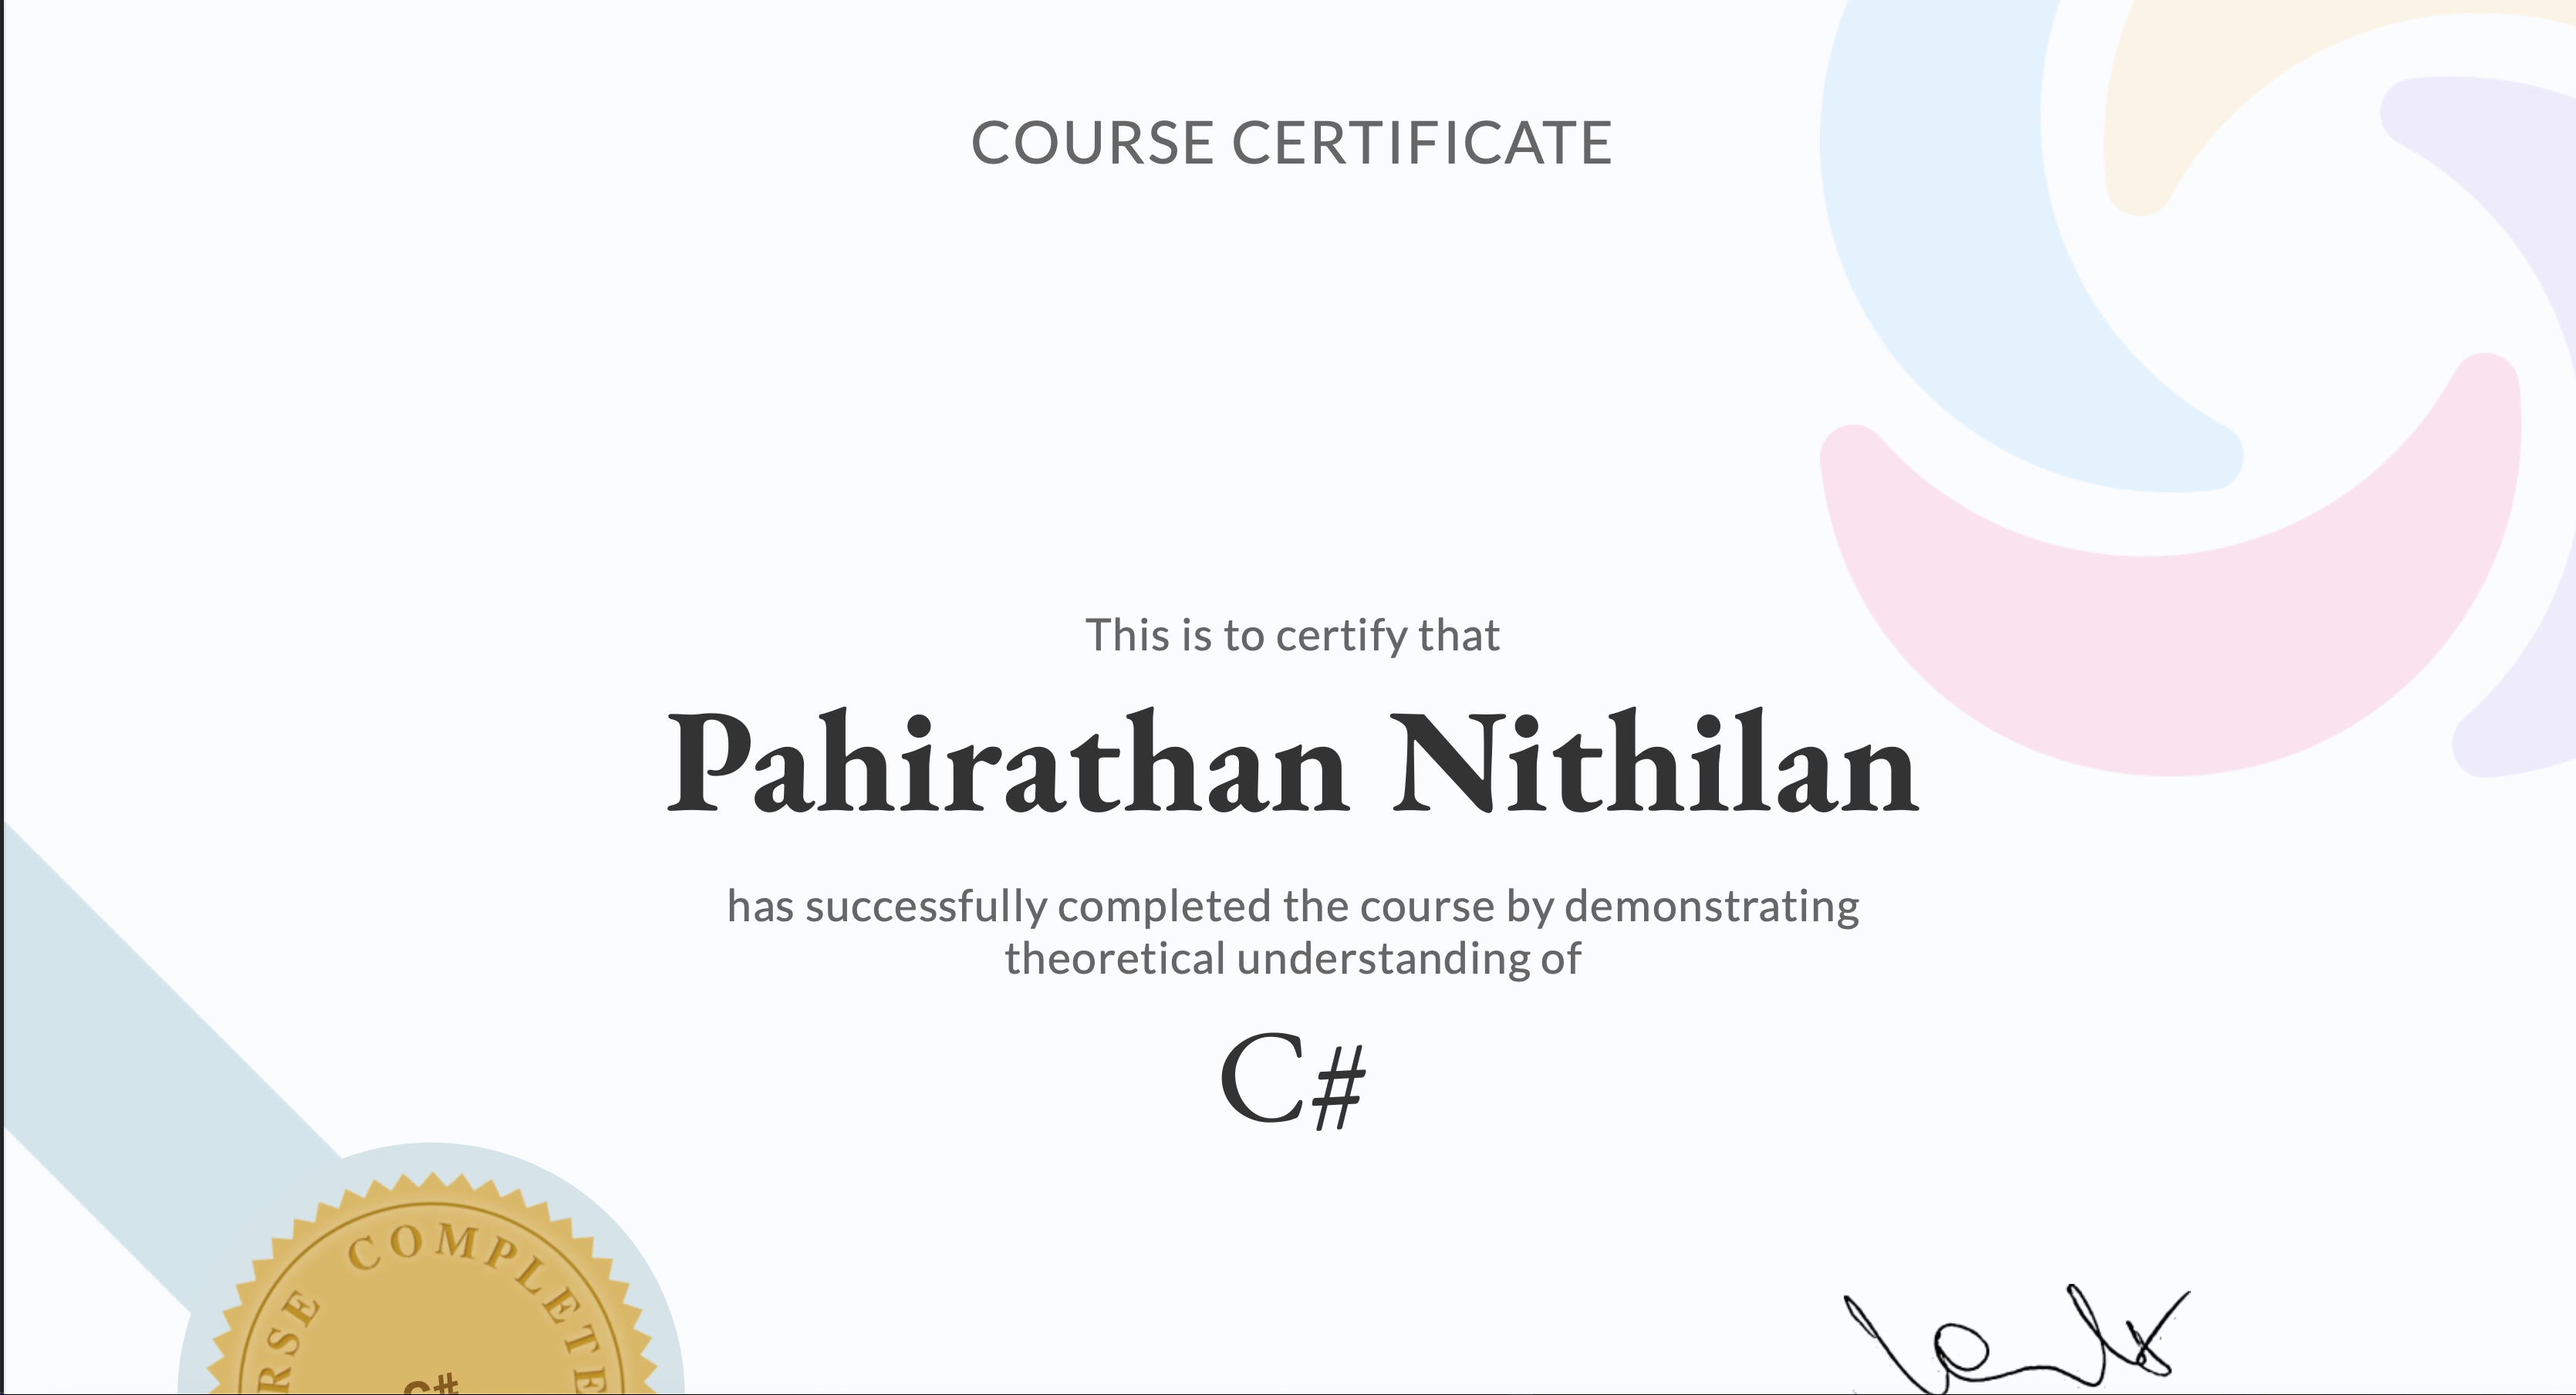 COURSE CERTIFICATE
This is to certify that
Pahirathan Nithilan
has successfully completed the course by demonstrating
theoretical understanding of
C#
COMPLETE
C#